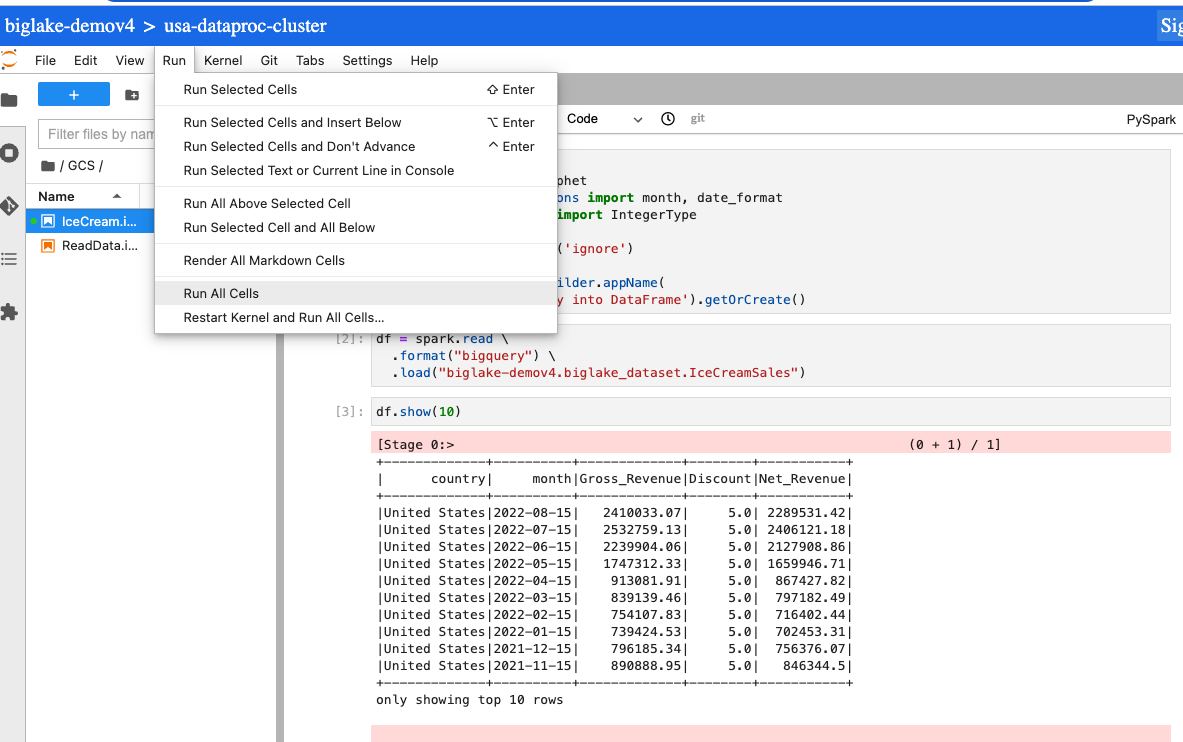 biglake-demov4 > usa-dataproc-cluster
File Edit View Run Kernel Git Tabs Settings Help
+
Filter files by
/ GCS /
Name
IceCream.i...
ReadData.i...
Run Selected Cells ⇧ Enter
Run Selected Cells and Insert Below ⌥ Enter
Run Selected Cells and Don't Advance ^ Enter
Run Selected Text or Current Line in Console
Run All Above Selected Cell
Run Selected Cell and All Below
Render All Markdown Cells
Run All Cells
Restart Kernel and Run All Cells...
Code git PySpark
import month, date_format
import IntegerType
('ignore')
.appName(
into DataFrame').getOrCreate()
[2]: df = spark.read \
.format("bigquery") \
.load("biglake-demov4.biglake_dataset.IceCreamSales")
[3]: df.show(10)
[Stage 0:> (0 + 1) / 1]
+-------------+----------+-------------+--------+-----------+
| country| month|Gross_Revenue|Discount|Net_Revenue|
+-------------+----------+-------------+--------+-----------+
|United States|2022-08-15| 2410033.07| 5.0| 2289531.42|
|United States|2022-07-15| 2532759.13| 5.0| 2406121.18|
|United States|2022-06-15| 2239904.06| 5.0| 2127908.86|
|United States|2022-05-15| 1747312.33| 5.0| 1659946.71|
|United States|2022-04-15| 913081.91| 5.0| 867427.82|
|United States|2022-03-15| 839139.46| 5.0| 797182.49|
|United States|2022-02-15| 754107.83| 5.0| 716402.44|
|United States|2022-01-15| 739424.53| 5.0| 702453.31|
|United States|2021-12-15| 796185.34| 5.0| 756376.07|
|United States|2021-11-15| 890888.95| 5.0| 846344.5|
+-------------+----------+-------------+--------+-----------+
only showing top 10 rows